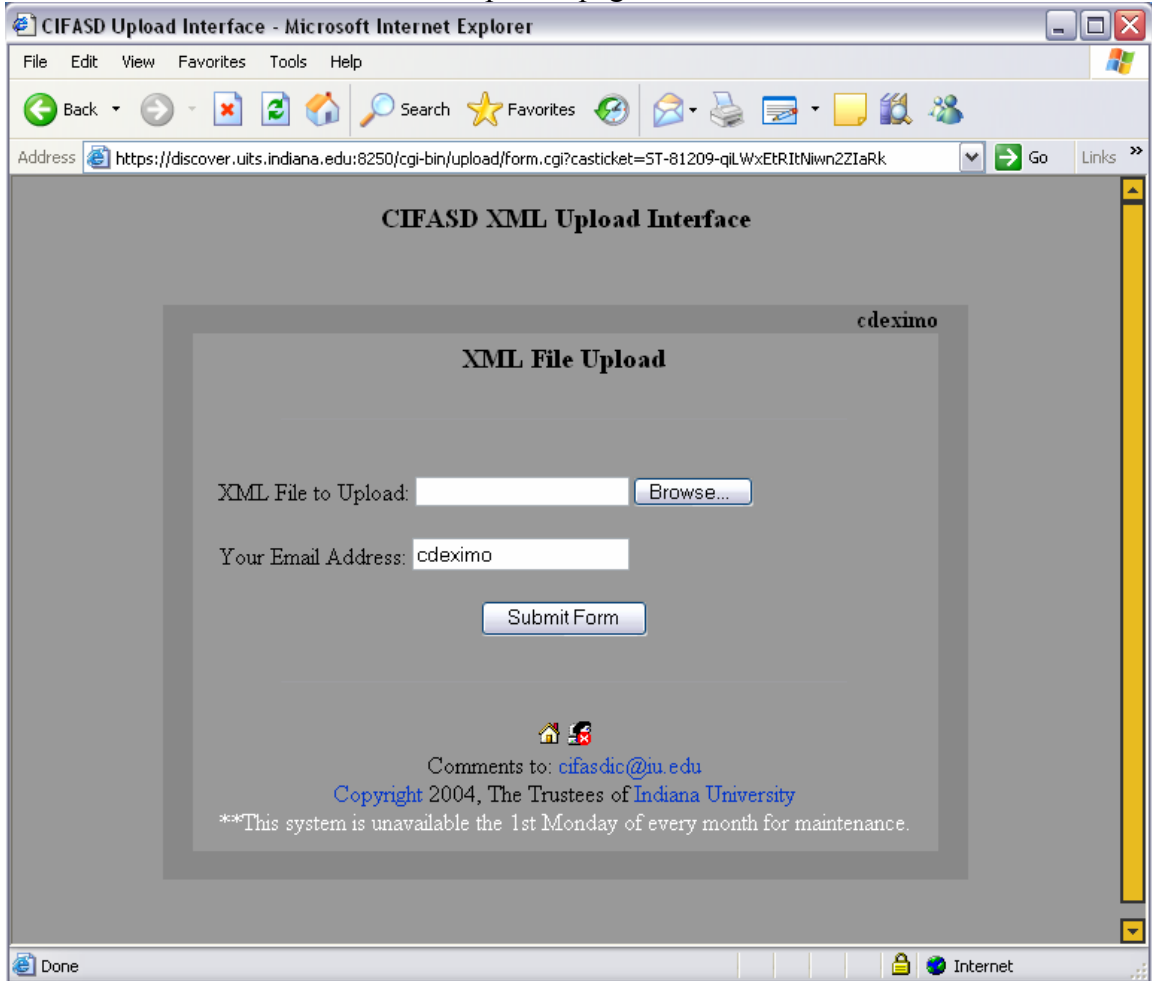 CIFASD Upload Interface - Microsoft Internet Explorer
File Edit View Favorites Tools Help
Back Search Favorites
Address https://discover.uits.indiana.edu:8250/cgi-bin/upload/form.cgi?casticket=ST-81209-qiLWxEtRItNiwn2ZIaRk Go Links »
CIFASD XML Upload Interface
cdeximo
XML File Upload
XML File to Upload: Browse...
Your Email Address: cdeximo
Submit Form
Comments to: cifasdic@iu.edu
Copyright 2004, The Trustees of Indiana University
**This system is unavailable the 1st Monday of every month for maintenance.
Done Internet